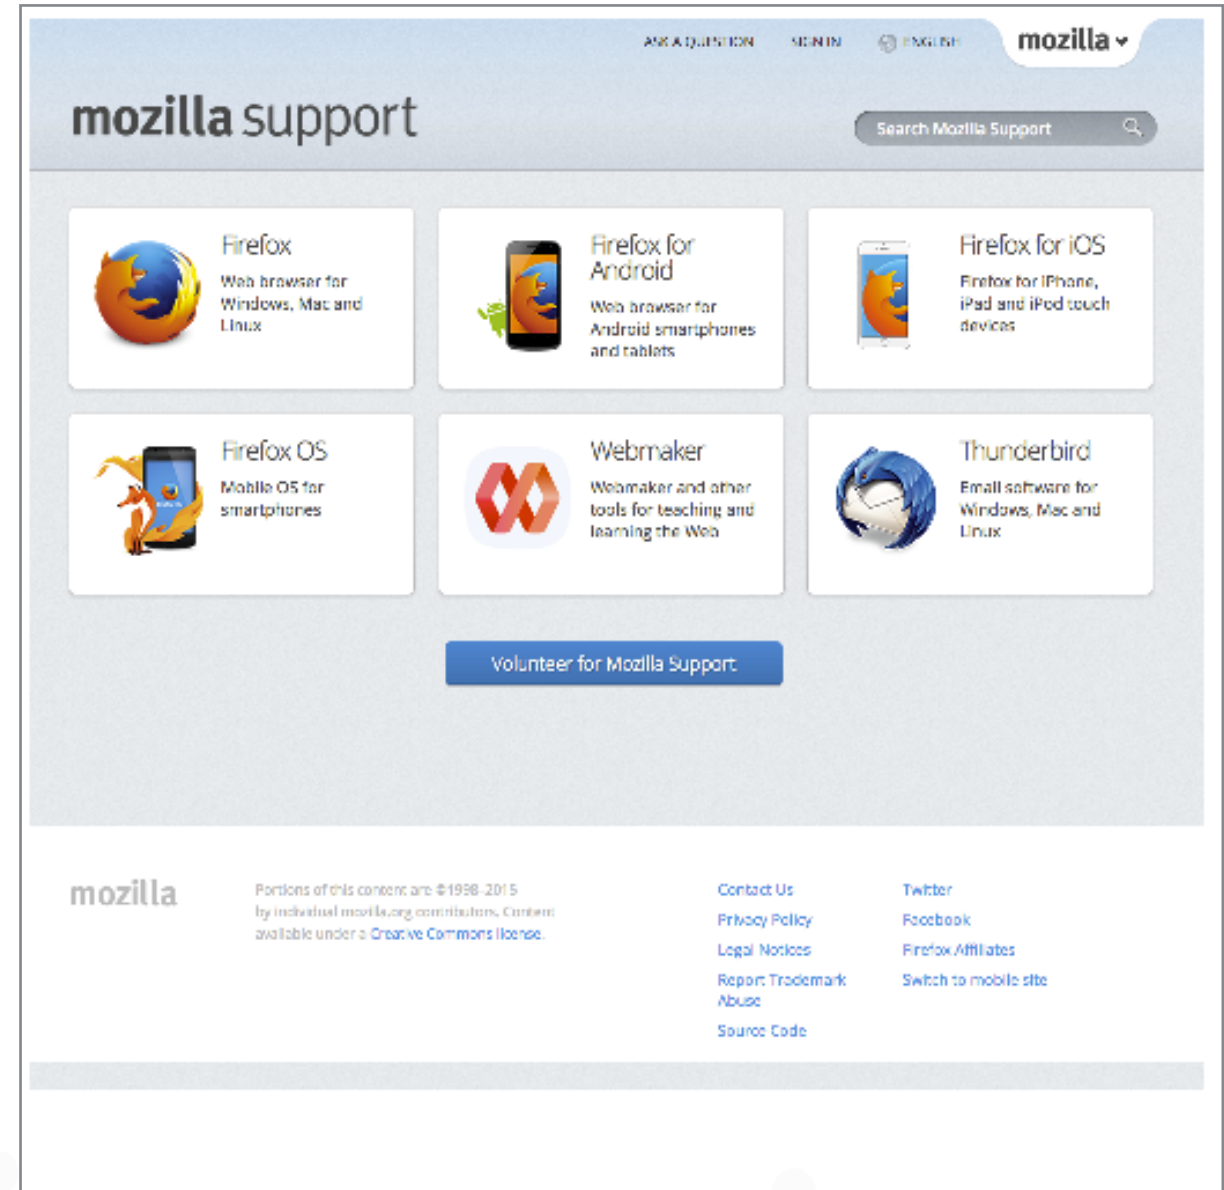 ASK A QUESTION SIGN IN ENGLISH mozilla
mozilla support
Search Mozilla Support
Firefox
Web browser for
Windows, Mac and
Linux
Firefox for
Android
Web browser for
Android smartphones
and tablets
Firefox for iOS
Firefox for iPhone,
iPad and iPod touch
devices
Firefox OS
Mobile OS for
smartphones
Webmaker
Webmaker and other
tools for teaching and
learning the Web
Thunderbird
Email software for
Windows, Mac and
Linux
Volunteer for Mozilla Support
mozilla
Portions of this content are ©1998–2015
by individual mozilla.org contributors. Content
available under a Creative Commons license.
Contact Us
Privacy Policy
Legal Notices
Report Trademark
Abuse
Source Code
Twitter
Facebook
Firefox Affiliates
Switch to mobile site